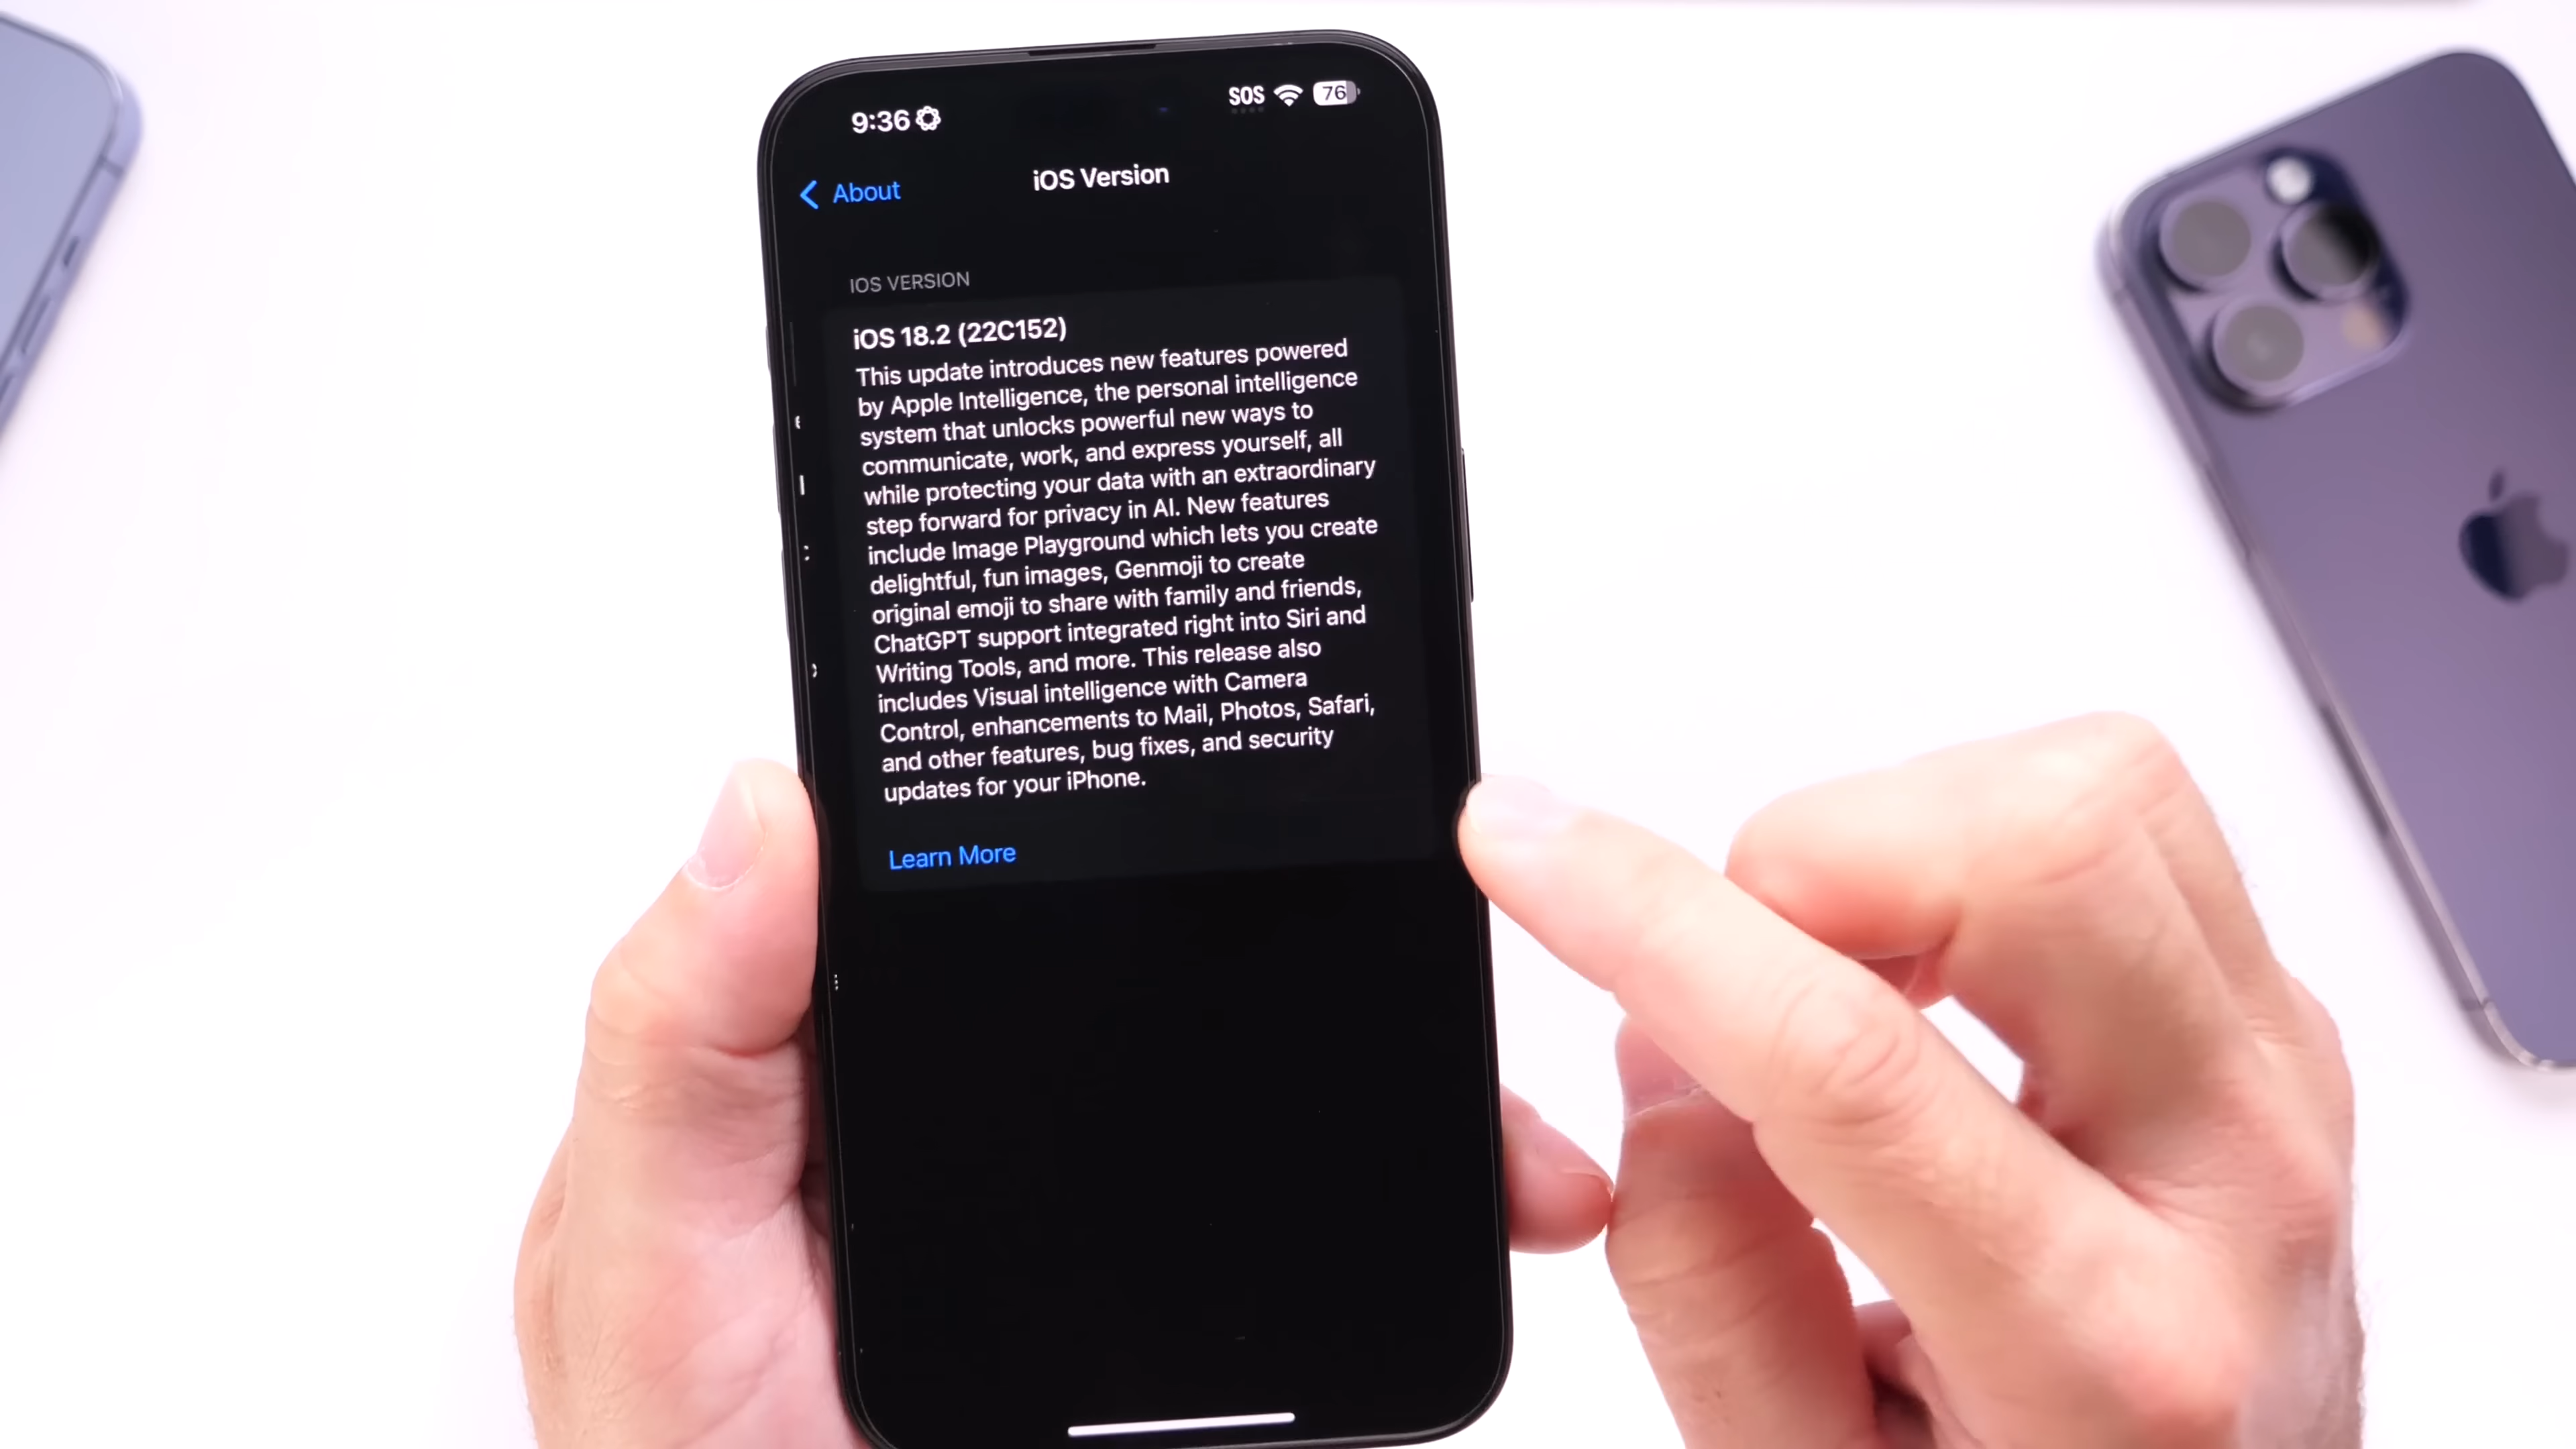 9:36
SOS 76
About
iOS Version
IOS VERSION
iOS 18.2 (22C152)
This update introduces new features powered
by Apple Intelligence, the personal intelligence
system that unlocks powerful new ways to
communicate, work, and express yourself, all
while protecting your data with an extraordinary
step forward for privacy in AI. New features
include Image Playground which lets you create
delightful, fun images, Genmoji to create
original emoji to share with family and friends,
ChatGPT support integrated right into Siri and
Writing Tools, and more. This release also
includes Visual intelligence with Camera
Control, enhancements to Mail, Photos, Safari,
and other features, bug fixes, and security
updates for your iPhone.
Learn More